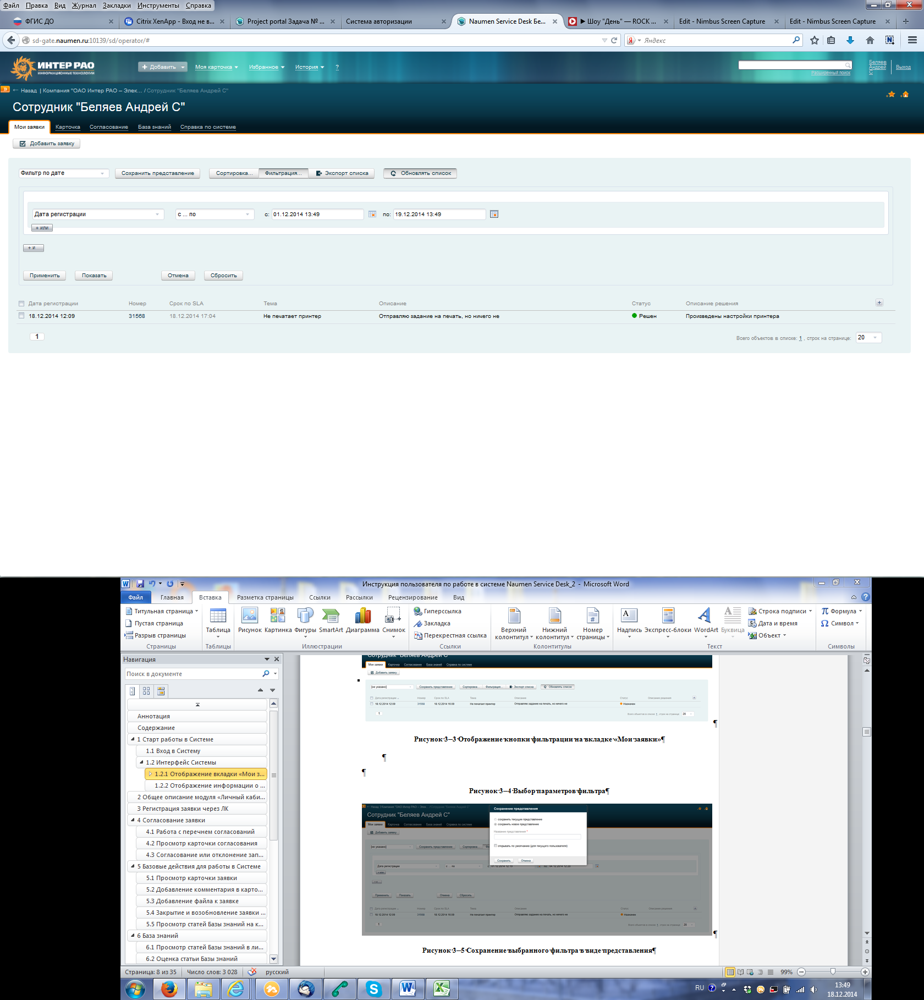 Файл Правка Вид Журнал Закладки Инструменты Справка
ФГИС ДО
Citrix XenApp - Вход не в...
Project portal Задача № ...
Система авторизации
Naumen Service Desk Бе...
Шоу "День" — ROCK ...
Edit - Nimbus Screen Capture
Edit - Nimbus Screen Capture
sd-gate.naumen.ru:10139/sd/operator/#
Яндекс
ИНТЕР РАО
ИНФОРМАЦИОННЫЕ ТЕХНОЛОГИИ
Добавить Моя карточка Избранное История ?
Расширенный поиск
Беляев
Андрей
С
Выход
← Назад | Компания "ОАО Интер РАО – Элек... / Сотрудник "Беляев Андрей С"
Сотрудник "Беляев Андрей С"
Мои заявки Карточка Согласование База знаний Справка по системе
Добавить заявку
Фильтр по дате Сохранить представление Сортировка... Фильтрация... Экспорт списка Обновлять список
Дата регистрации с ... по с: 01.12.2014 13:49 по: 19.12.2014 13:49
+ или
+ и
Применить Показать Отмена Сбросить
Дата регистрации Номер Срок по SLA Тема Описание Статус Описание решения
18.12.2014 12:09 31568 18.12.2014 17:04 Не печатает принтер Отправляю задание на печать, но ничего не Решен Произведены настройки принтера
1
Всего объектов в списке: 1 , строк на странице: 20
Инструкция пользователя по работе в системе Naumen Service Desk_2 - Microsoft Word
Файл Главная Вставка Разметка страницы Ссылки Рассылки Рецензирование Вид
Титульная страница
Пустая страница
Разрыв страницы
Страницы
Таблица
Таблицы
Рисунок Картинка Фигуры SmartArt Диаграмма Снимок
Иллюстрации
Гиперссылка
Закладка
Перекрестная ссылка
Ссылки
Верхний колонтитул
Нижний колонтитул
Номер страницы
Колонтитулы
Надпись Экспресс-блоки WordArt Буквица
Строка подписи
Дата и время
Объект
Текст
Формула
Символ
Символы
Навигация
Поиск в документе
Аннотация
Содержание
1 Старт работы в Системе
1.1 Вход в Систему
1.2 Интерфейс Системы
1.2.1 Отображение вкладки «Мои з...
1.2.2 Отображение информации о ...
2 Общее описание модуля «Личный каби...
3 Регистрация заявки через ЛК
4 Согласование заявки
4.1 Работа с перечнем согласований
4.2 Просмотр карточки согласования
4.3 Согласование или отклонение зап...
5 Базовые действия для работы в Системе
5.1 Просмотр карточки заявки
5.2 Добавление комментария в карто...
5.3 Добавление файла к заявке
5.4 Закрытие и возобновление заявки ...
5.5 Просмотр статей Базы знаний на к...
6 База знаний
6.1 Просмотр статей Базы знаний в ли...
6.2 Оценка статьи Базы знаний
Сотрудник "Беляев Андрей С"
Мои заявки Карточка Согласование База знаний Справка по системе
Добавить заявку
[не указано] Сохранить представление Сортировка... Фильтрация... Экспорт списка Обновлять список
Дата регистрации Номер Срок по SLA Тема Описание Статус Описание решения
18.12.2014 12:09 31568 18.12.2014 16:09 Не печатает принтер Отправляю задание на печать, но ничего не Назначен
1
Всего объектов в списке: 1 , строк на странице: 20
¶
Рисунок·3–3·Отображение·кнопки·фильтрации·на·вкладке·«Мои·заявки»¶
¶
¶
Рисунок·3–4·Выбор·параметров·фильтра¶
Сотрудник "Беляев Андрей С"
Мои заявки Карточка Согласование База знаний Справка по системе
Добавить заявку
[не указано] Сохранить представление Сортировка...
Сохранение представления
сохранить текущее представление
сохранить новое представление
Название представления *
открывать по умолчанию (для текущего пользователя)
Сохранить Отмена
Дата регистрации с ... по 01.12.2014 12:19 04.12.2014 12:20
Применить Показать Отмена Сбросить
Дата регистрации Номер Срок по SLA Тема Описание Статус Описание решения
18.12.2014 12:09 31568 18.12.2014 16:09 Не печатает принтер Отправляю задание на печать, но ничего не Назначен
1
Всего объектов в списке: 1 , строк на странице: 20
¶
Рисунок·3–5·Сохранение·выбранного·фильтра·в·виде·представления¶
Страница: 8 из 35 Число слов: 3 028 русский 99%
RU
13:49
18.12.2014